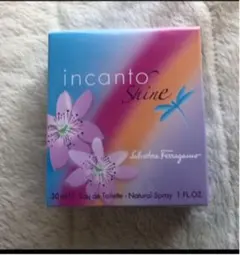 incanto
Shine
Salvatore Ferragamo
30 ml Eau de Toilette - Natural Spray 1 FL.OZ.